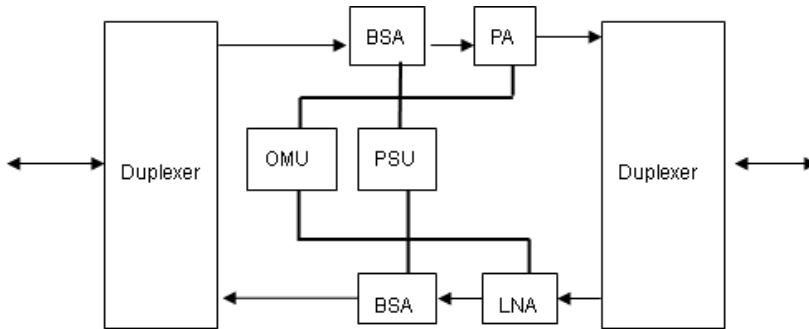 BSA
PA
OMU
PSU
Duplexer
Duplexer
BSA
LNA